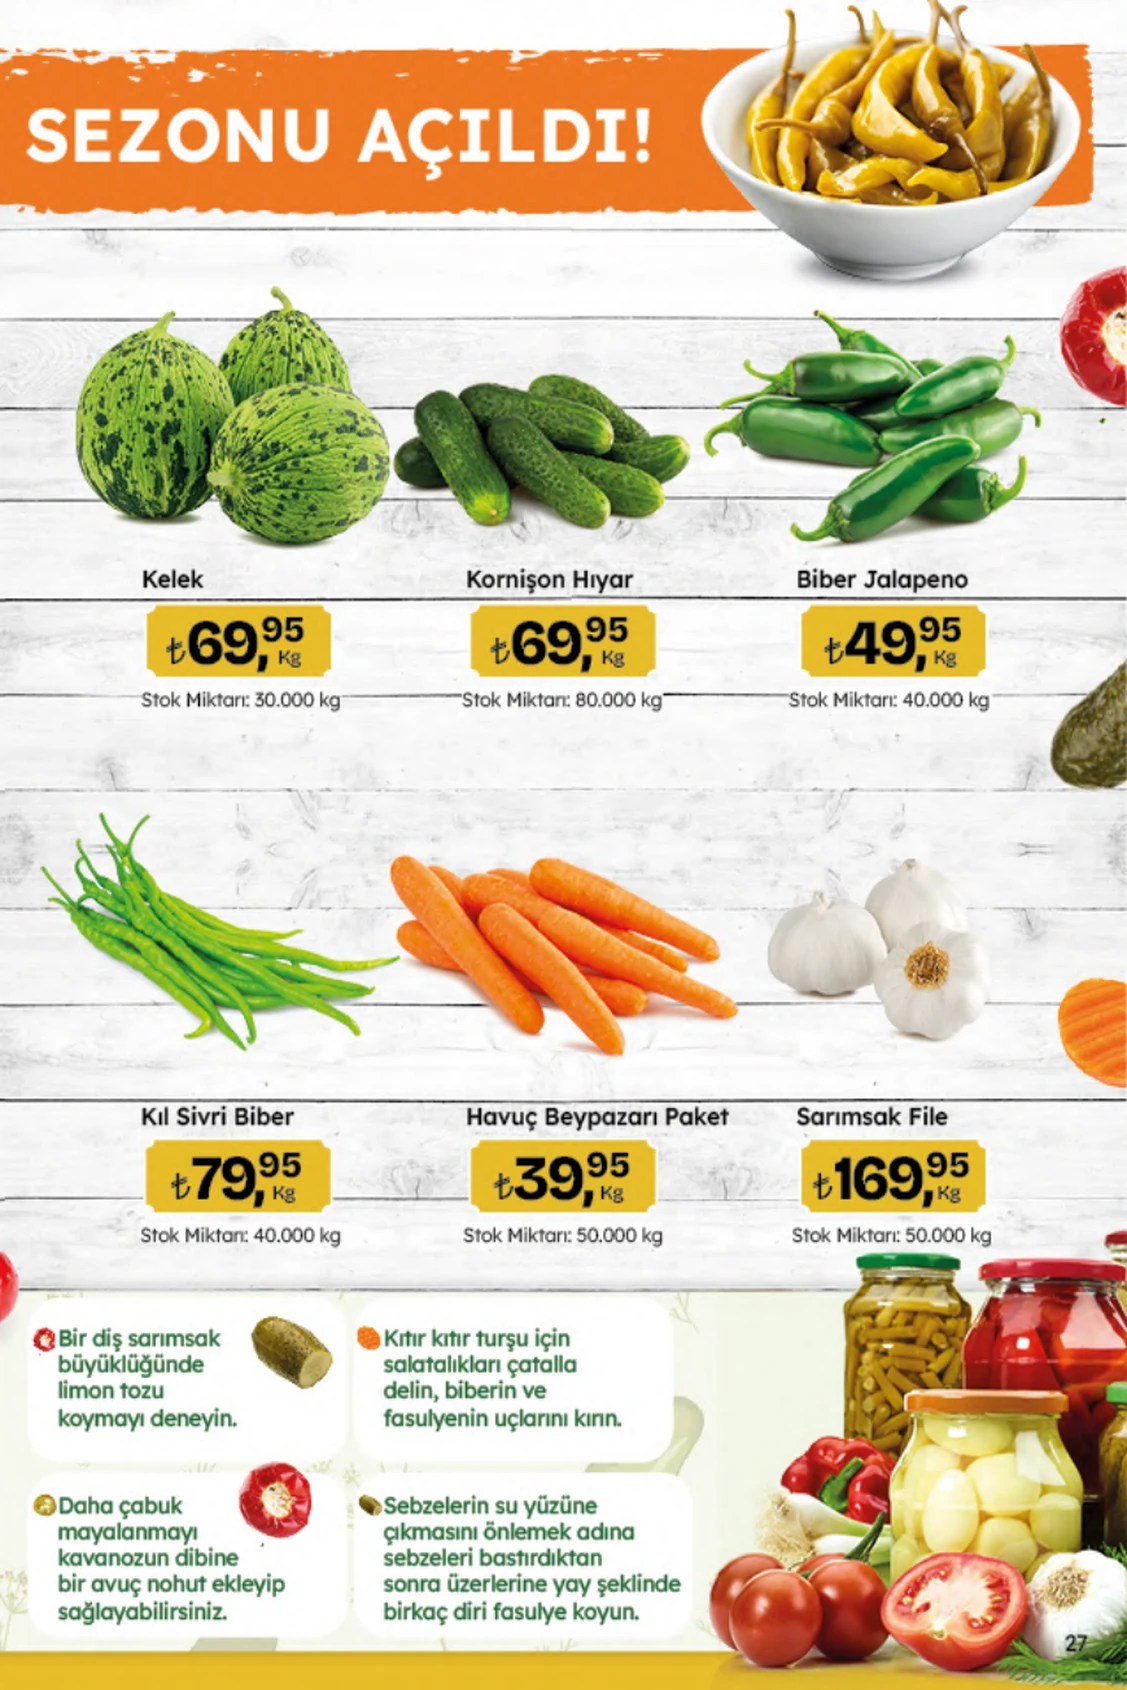 SEZONU AÇILDI!
Kelek
₺69,95 Kg
Stok Miktarı: 30.000 kg
Kornişon Hıyar
₺69,95 Kg
Stok Miktarı: 80.000 kg
Biber Jalapeno
₺49,95 Kg
Stok Miktarı: 40.000 kg
Kıl Sivri Biber
₺79,95 Kg
Stok Miktarı: 40.000 kg
Havuç Beypazarı Paket
₺39,95 Kg
Stok Miktarı: 50.000 kg
Sarımsak File
₺169,95 Kg
Stok Miktarı: 50.000 kg
Bir diş sarımsak
büyüklüğünde
limon tozu
koymayı deneyin.
Kıtır kıtır turşu için
salatalıkları çatalla
delin, biberin ve
fasulyenin uçlarını kırın.
Daha çabuk
mayalanmayı
kavanozun dibine
bir avuç nohut ekleyip
sağlayabilirsiniz.
Sebzelerin su yüzüne
çıkmasını önlemek adına
sebzeleri bastırdıktan
sonra üzerlerine yay şeklinde
birkaç diri fasulye koyun.
27